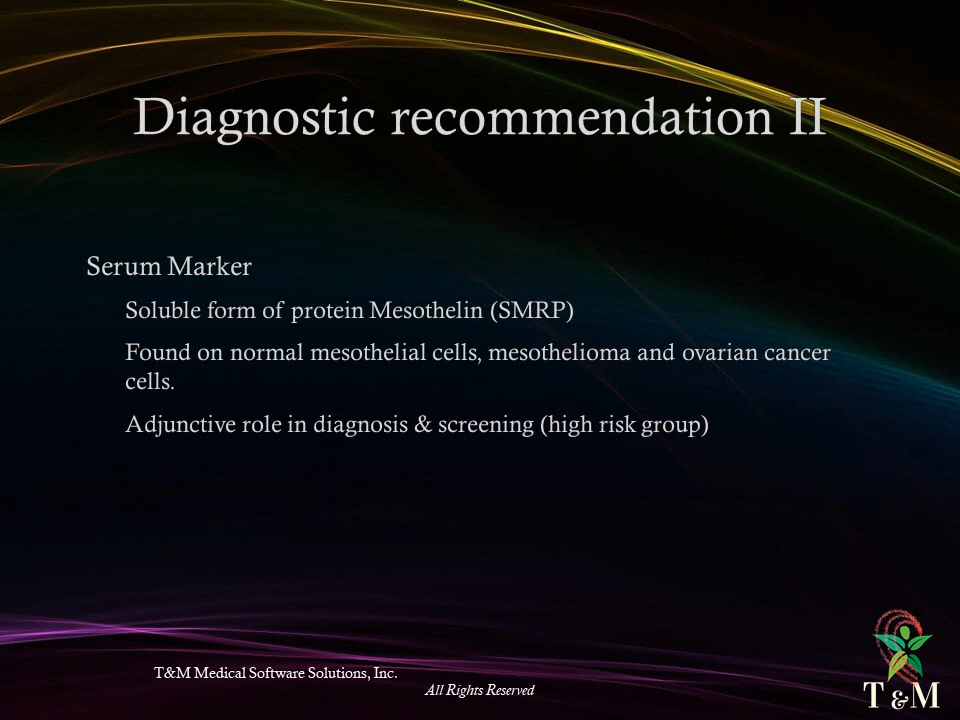 Diagnostic recommendation II
Serum Marker
Soluble form of protein Mesothelin (SMRP)
Found on normal mesothelial cells, mesothelioma and ovarian cancer
cells.
Adjunctive role in diagnosis & screening (high risk group)
T&M Medical Software Solutions, Inc.
All Rights Reserved
T & M